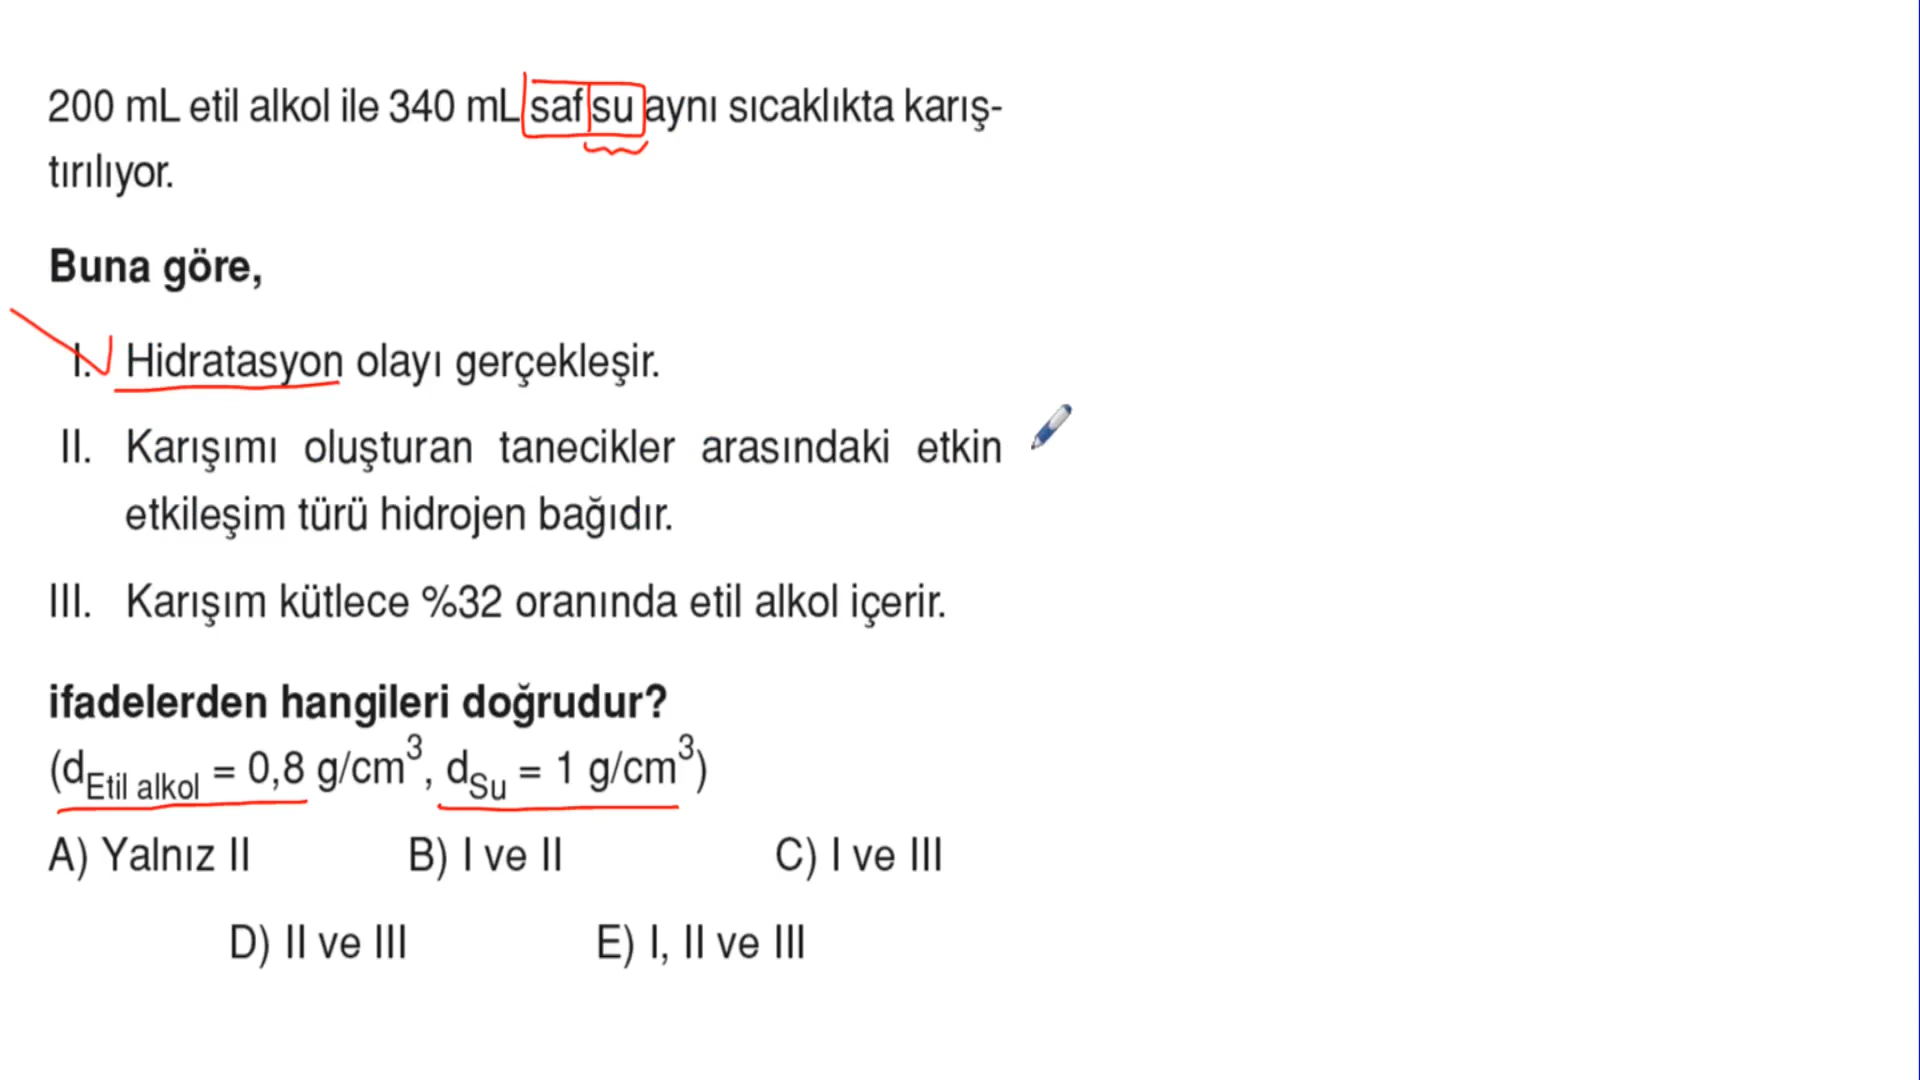 200 mL etil alkol ile 340 mL saf su aynı sıcaklıkta karış-
tırılıyor.
Buna göre,
I. Hidratasyon olayı gerçekleşir.
II. Karışımı oluşturan tanecikler arasındaki etkin
etkileşim türü hidrojen bağıdır.
III. Karışım kütlece %32 oranında etil alkol içerir.
ifadelerden hangileri doğrudur?
(dEtil alkol = 0,8 g/cm³, dSu = 1 g/cm³)
A) Yalnız II B) I ve II C) I ve III
D) II ve III E) I, II ve III